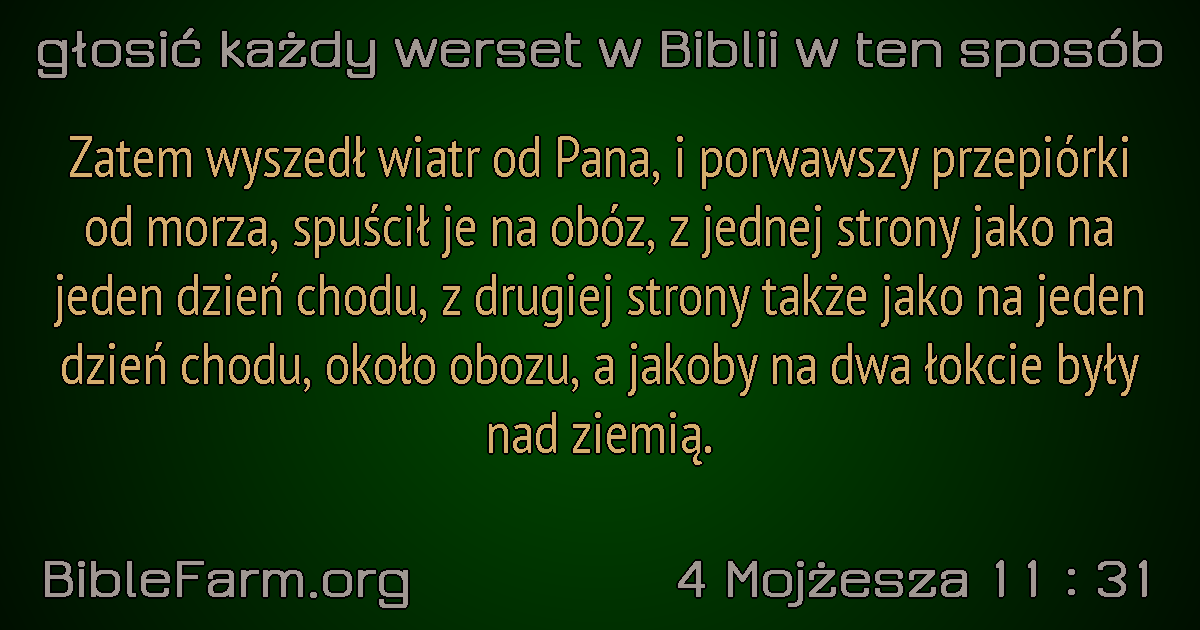 głosić każdy werset w Biblii w ten sposób
Zatem wyszedł wiatr od Pana, i porwawszy przepiórki
od morza, spuścił je na obóz, z jednej strony jako na
jeden dzień chodu, z drugiej strony także jako na jeden
dzień chodu, około obozu, a jakoby na dwa łokcie były
nad ziemią.
BibleFarm.org
4 Mojżesza 11 : 31